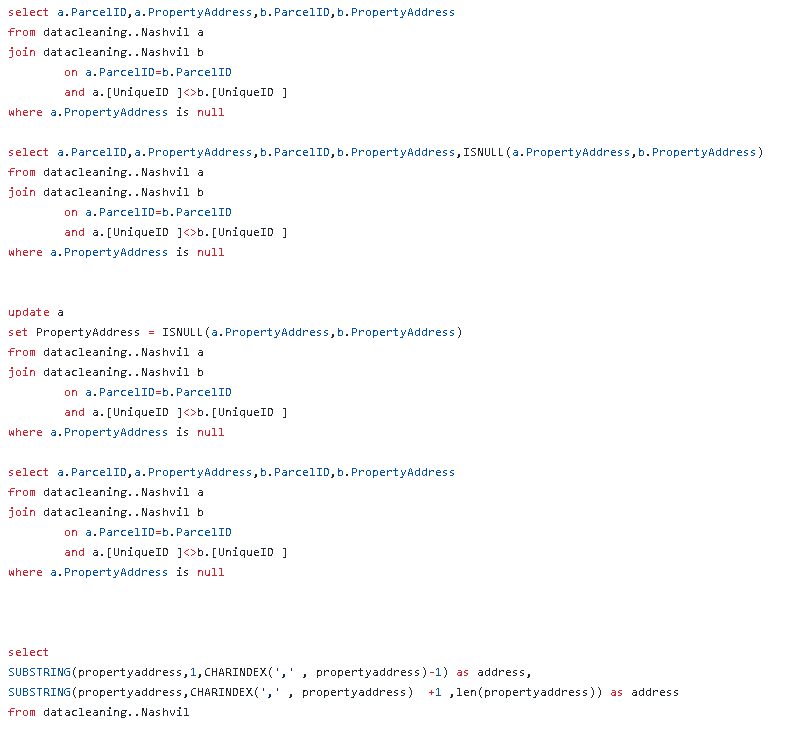 select a.ParcelID,a.PropertyAddress,b.ParcelID,b.PropertyAddress
from datacleaning..Nashvil a
join datacleaning..Nashvil b
        on a.ParcelID=b.ParcelID
        and a.[UniqueID ]<>b.[UniqueID ]
where a.PropertyAddress is null

select a.ParcelID,a.PropertyAddress,b.ParcelID,b.PropertyAddress,ISNULL(a.PropertyAddress,b.PropertyAddress)
from datacleaning..Nashvil a
join datacleaning..Nashvil b
        on a.ParcelID=b.ParcelID
        and a.[UniqueID ]<>b.[UniqueID ]
where a.PropertyAddress is null


update a
set PropertyAddress = ISNULL(a.PropertyAddress,b.PropertyAddress)
from datacleaning..Nashvil a
join datacleaning..Nashvil b
        on a.ParcelID=b.ParcelID
        and a.[UniqueID ]<>b.[UniqueID ]
where a.PropertyAddress is null

select a.ParcelID,a.PropertyAddress,b.ParcelID,b.PropertyAddress
from datacleaning..Nashvil a
join datacleaning..Nashvil b
        on a.ParcelID=b.ParcelID
        and a.[UniqueID ]<>b.[UniqueID ]
where a.PropertyAddress is null



select
SUBSTRING(propertyaddress,1,CHARINDEX(',' , propertyaddress)-1) as address,
SUBSTRING(propertyaddress,CHARINDEX(',' , propertyaddress)  +1 ,len(propertyaddress)) as address
from datacleaning..Nashvil